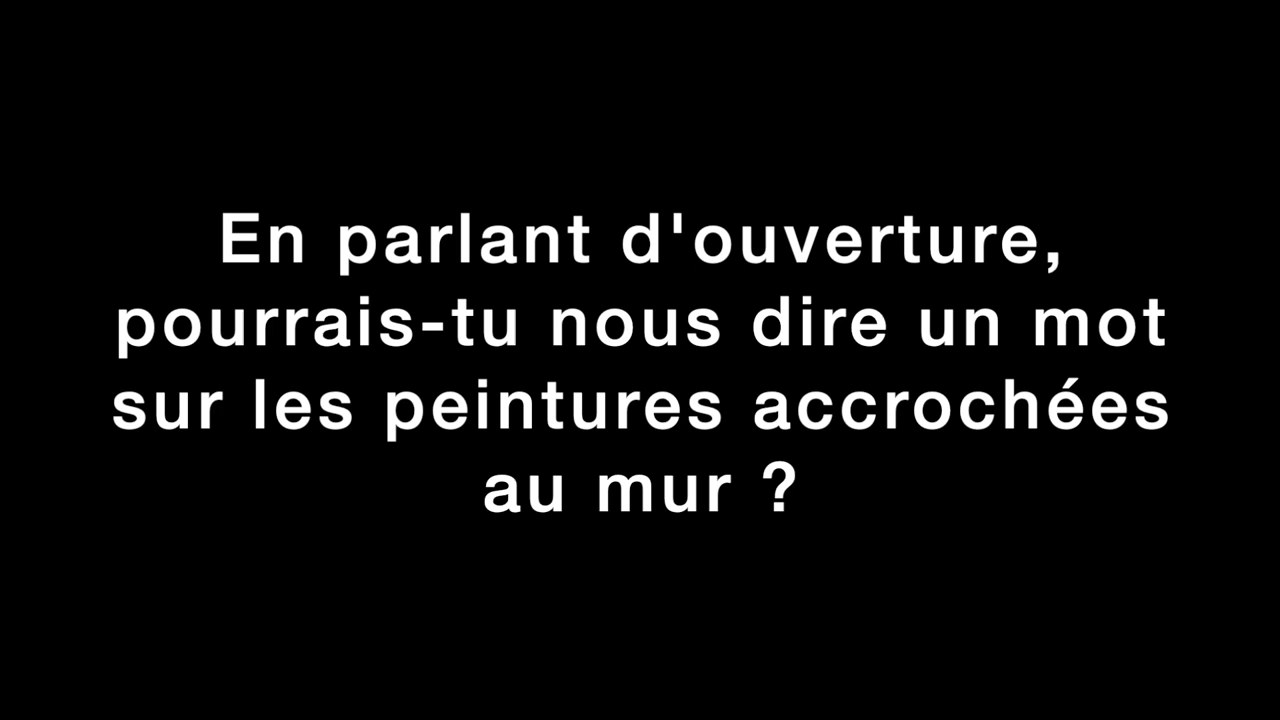 En parlant d'ouverture,
pourrais-tu nous dire un mot
sur les peintures accrochées
au mur ?